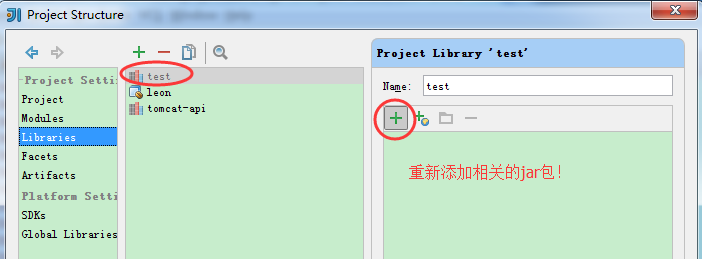 Project Structure
Project Setti
Project
Modules
Libraries
Facets
Artifacts
Platform Setti
SDKs
Global Libraries
test
leon
tomcat-api
Project Library 'test'
Name:
test
重新添加相关的jar包!